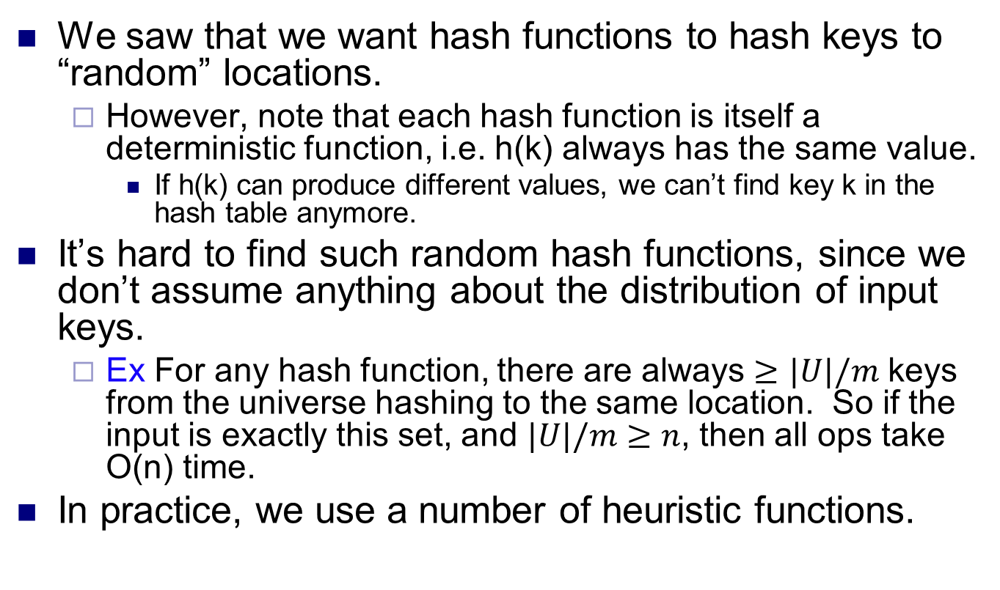 We saw that we want hash functions to hash keys to
“random” locations.
However, note that each hash function is itself a
deterministic function, i.e. h(k) always has the same value.
If h(k) can produce different values, we can’t find key k in the
hash table anymore.
It’s hard to find such random hash functions, since we
don’t assume anything about the distribution of input
keys.
Ex For any hash function, there are always ≥ |U|/m keys
from the universe hashing to the same location. So if the
input is exactly this set, and |U|/m ≥ n, then all ops take
O(n) time.
In practice, we use a number of heuristic functions.